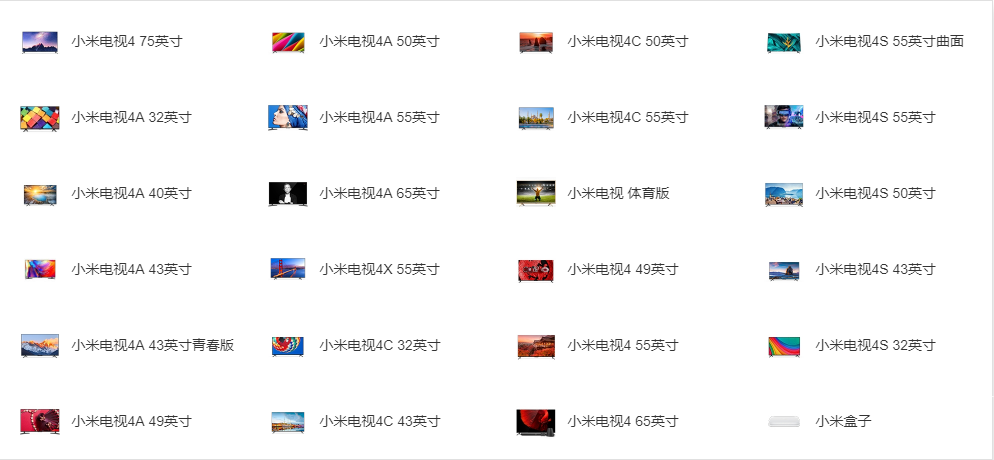 小米电视4 75英寸
小米电视4A 50英寸
小米电视4C 50英寸
小米电视4S 55英寸曲面
小米电视4A 32英寸
小米电视4A 55英寸
小米电视4C 55英寸
小米电视4S 55英寸
小米电视4A 40英寸
小米电视4A 65英寸
小米电视 体育版
小米电视4S 50英寸
小米电视4A 43英寸
小米电视4X 55英寸
小米电视4 49英寸
小米电视4S 43英寸
小米电视4A 43英寸青春版
小米电视4C 32英寸
小米电视4 55英寸
小米电视4S 32英寸
小米电视4A 49英寸
小米电视4C 43英寸
小米电视4 65英寸
小米盒子